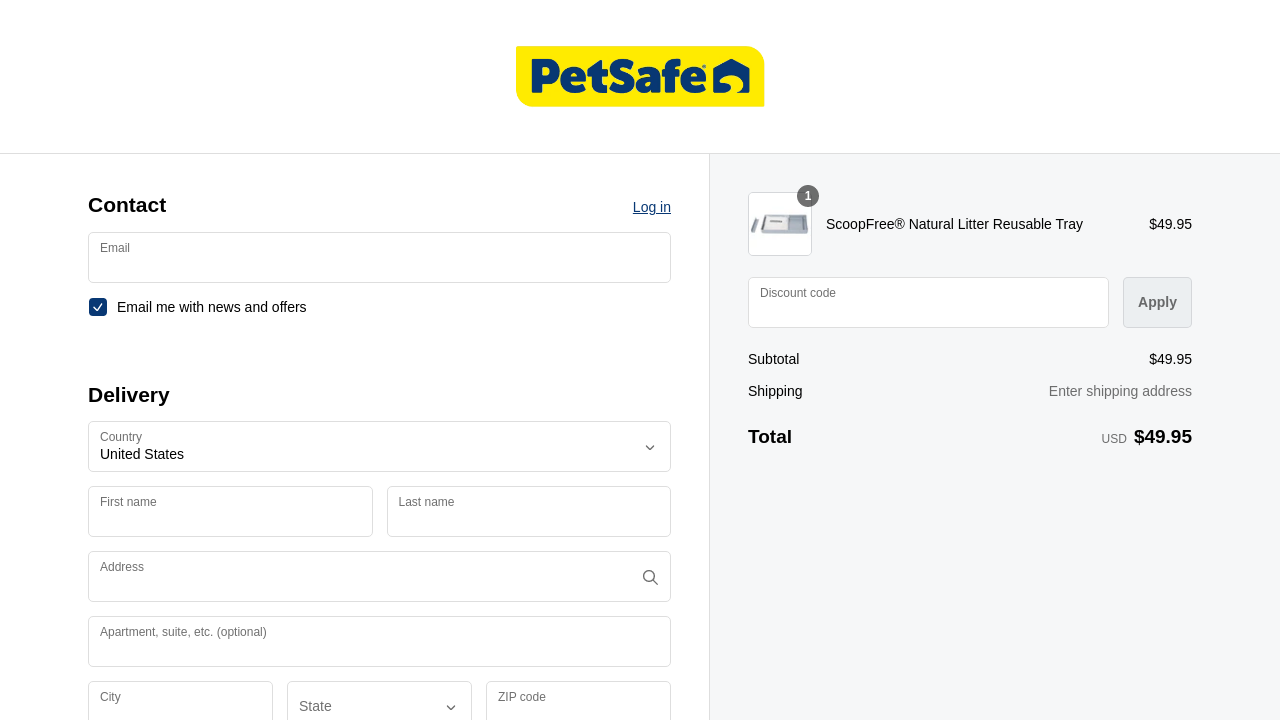 PetSafe®
Contact
Log in
Email
Email me with news and offers
Delivery
Country
United States
First name
Last name
Address
Apartment, suite, etc. (optional)
City
State
ZIP code
1
ScoopFree® Natural Litter Reusable Tray
$49.95
Discount code
Apply
Subtotal
$49.95
Shipping
Enter shipping address
Total
USD $49.95